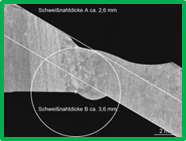 Schweißnahtdicke A ca. 2,6 mm
Schweißnahtdicke B ca. 3,6 mm